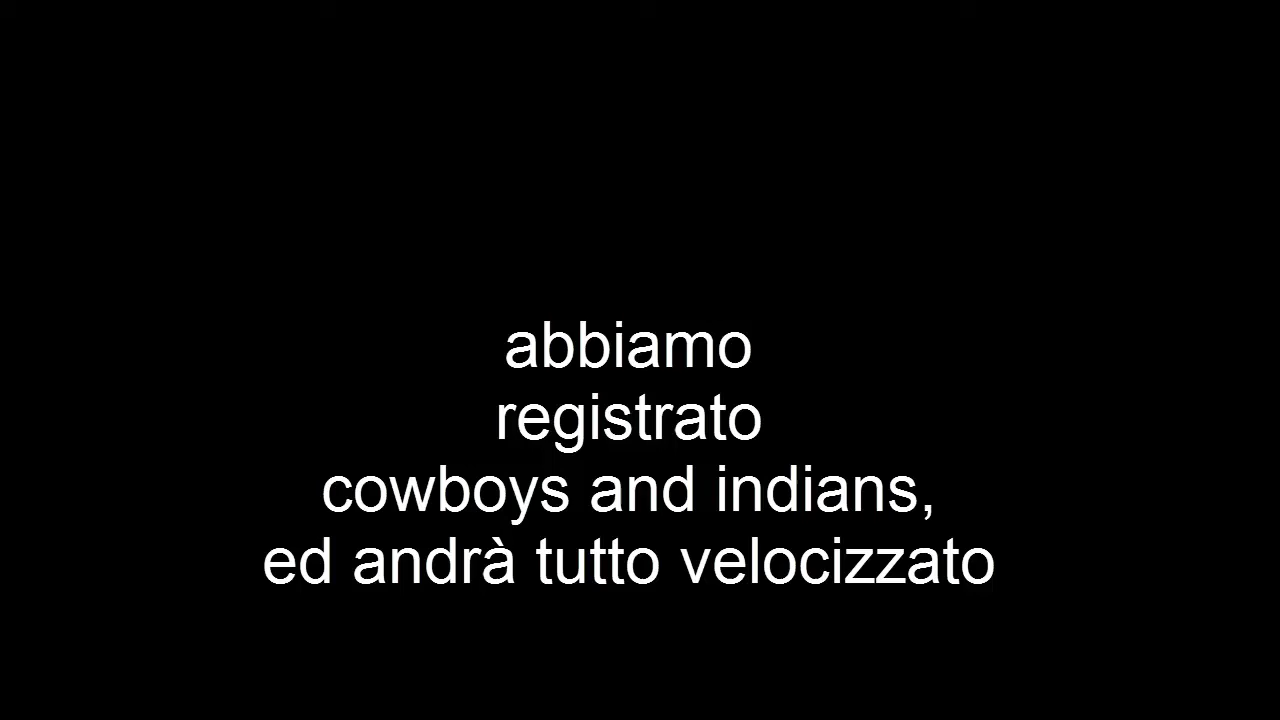 abbiamo
registrato
cowboys and indians,
ed andrà tutto velocizzato